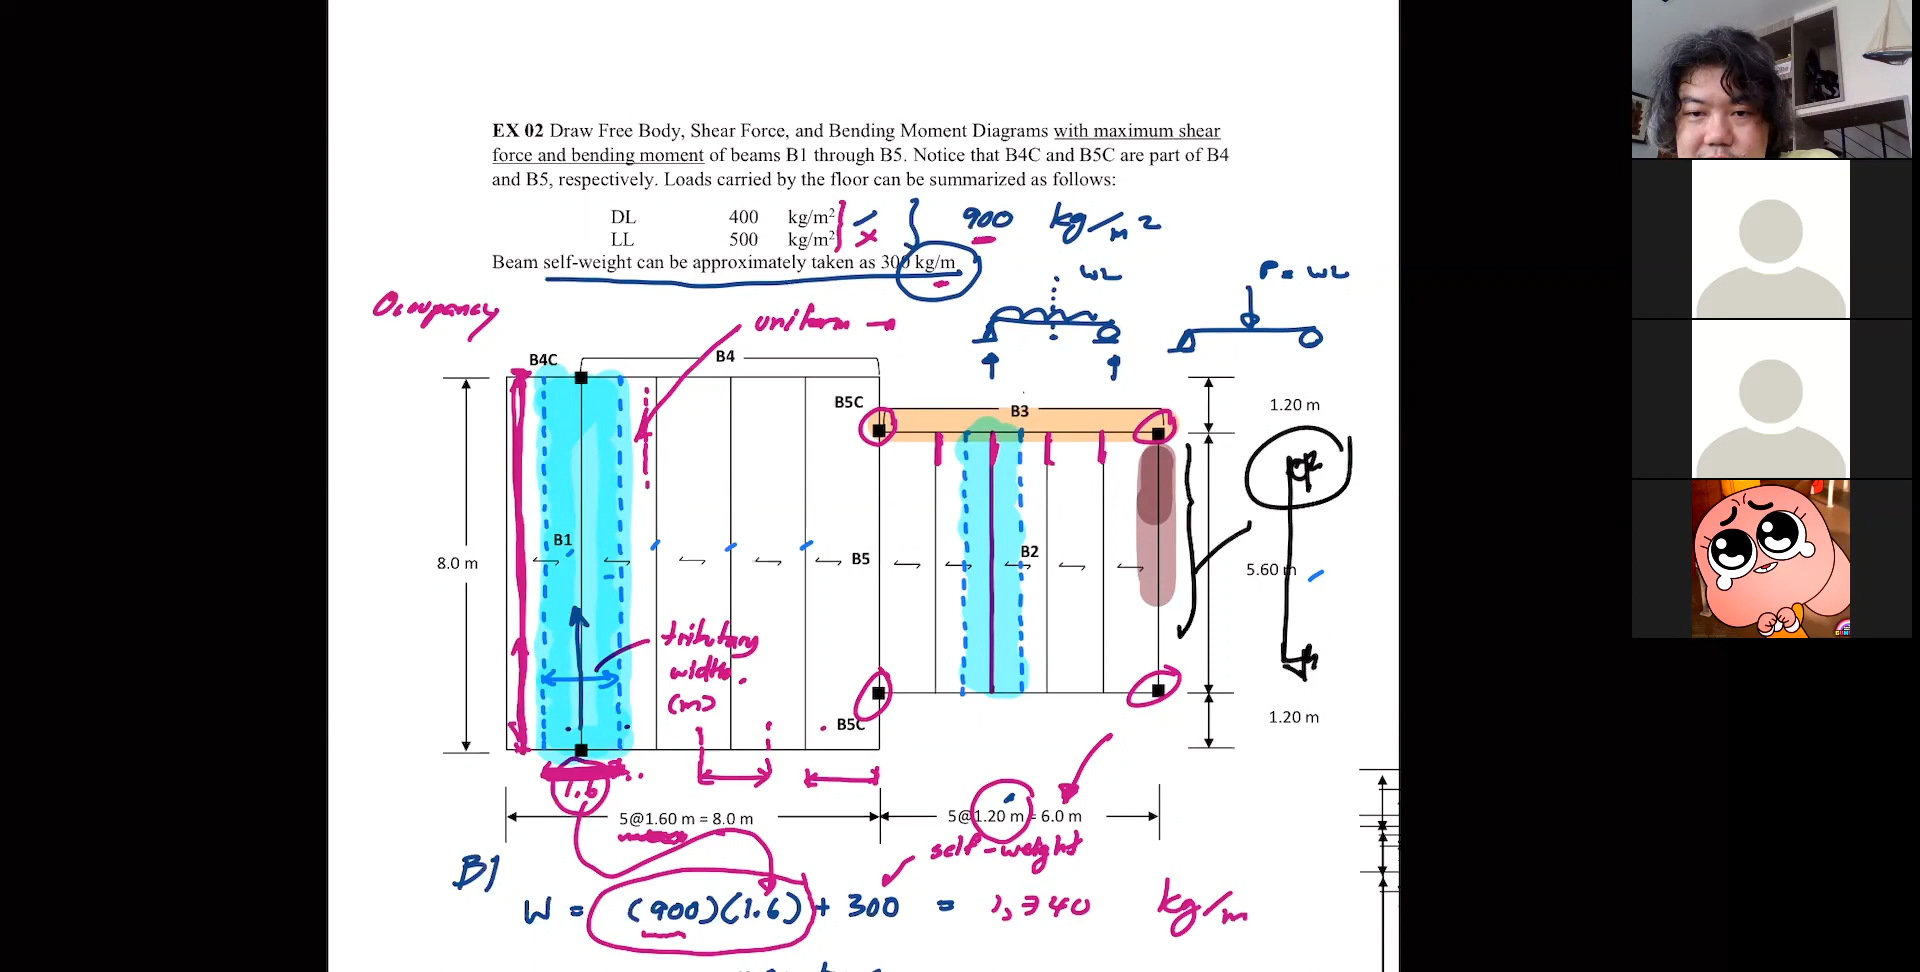 EX 02 Draw Free Body, Shear Force, and Bending Moment Diagrams with maximum shear
force and bending moment of beams B1 through B5. Notice that B4C and B5C are part of B4
and B5, respectively. Loads carried by the floor can be summarized as follows:
DL 400 kg/m² 900 kg/m2
LL 500 kg/m²
Beam self-weight can be approximately taken as 300 kg/m
WL
P = WL
Occupancy
uniform
B4C
B4
B5C
B3
1.20 m
B1
B5
B2
8.0 m
5.60 m
tributary
width.
(m)
B5C
1.20 m
1.6
5@1.60 m = 8.0 m
5@1.20 m = 6.0 m
self-weight
B1
W = (900)(1.6) + 300 = 1,740 kg/m